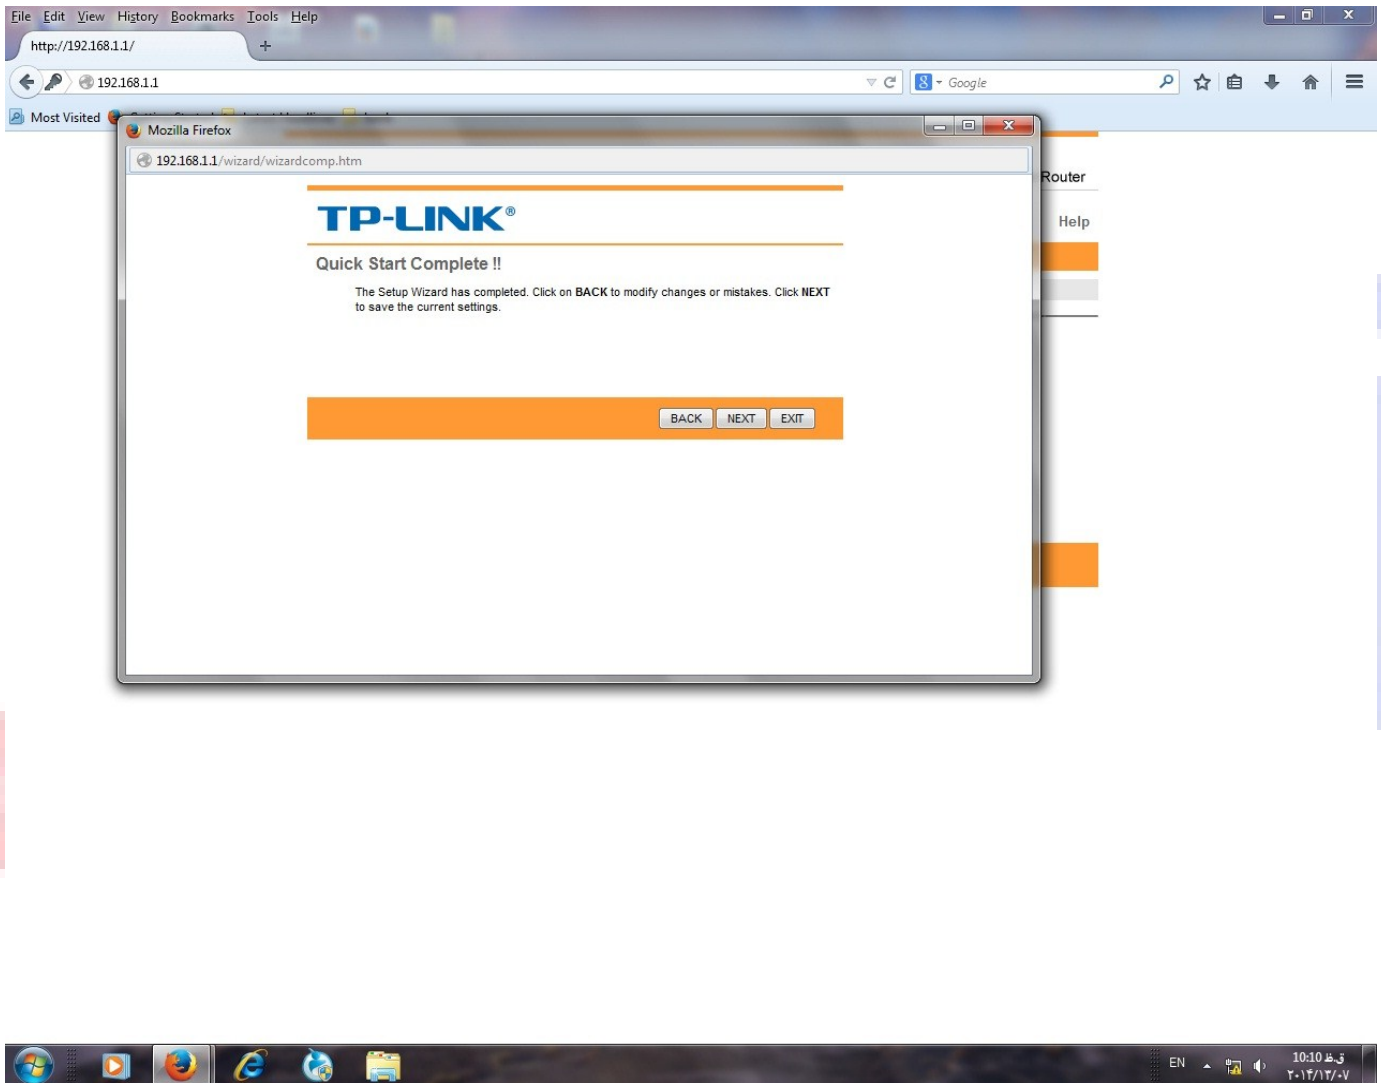 File Edit View History Bookmarks Tools Help
http://192.168.1.1/
192.168.1.1
Google
Most Visited
Mozilla Firefox
192.168.1.1/wizard/wizardcomp.htm
Router
TP-LINK®
Help
Quick Start Complete !!
The Setup Wizard has completed. Click on BACK to modify changes or mistakes. Click NEXT
to save the current settings.
BACK NEXT EXIT
EN
10:10 ق.ظ
٢٠١۴/١٣/٠٧